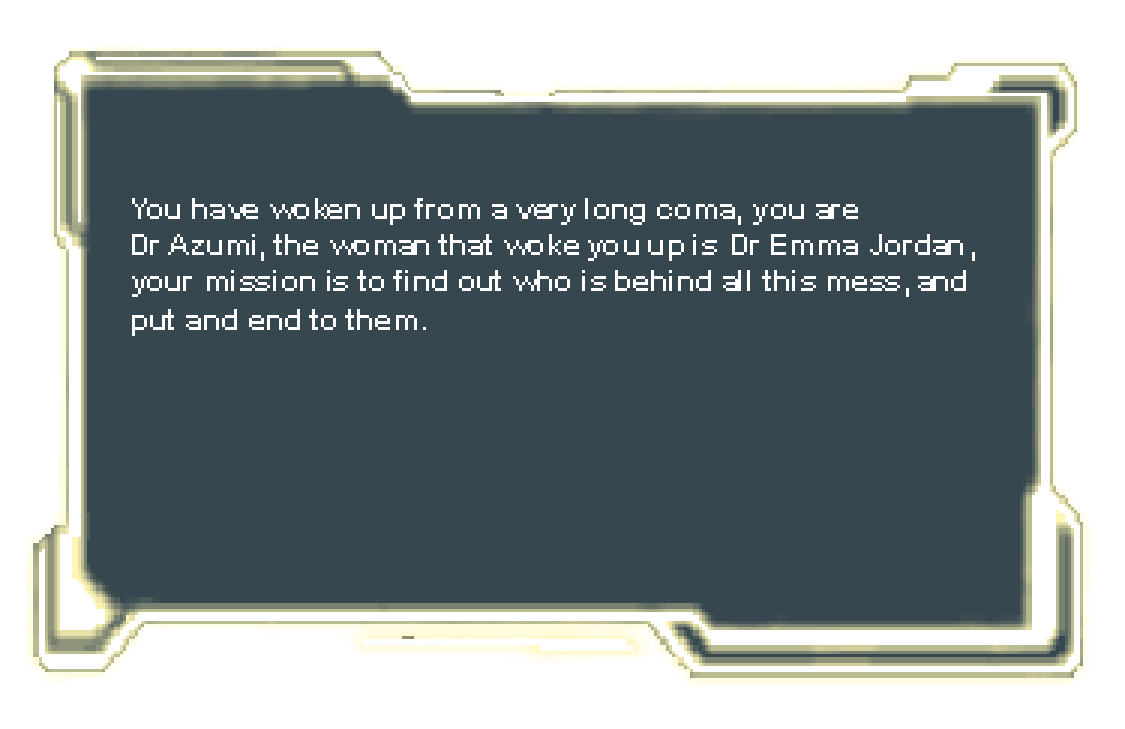 You have woken up from a very long coma, you are
Dr Azumi, the woman that woke you up is Dr Emma Jordan,
your mission is to find out who is behind all this mess, and
put and end to them.